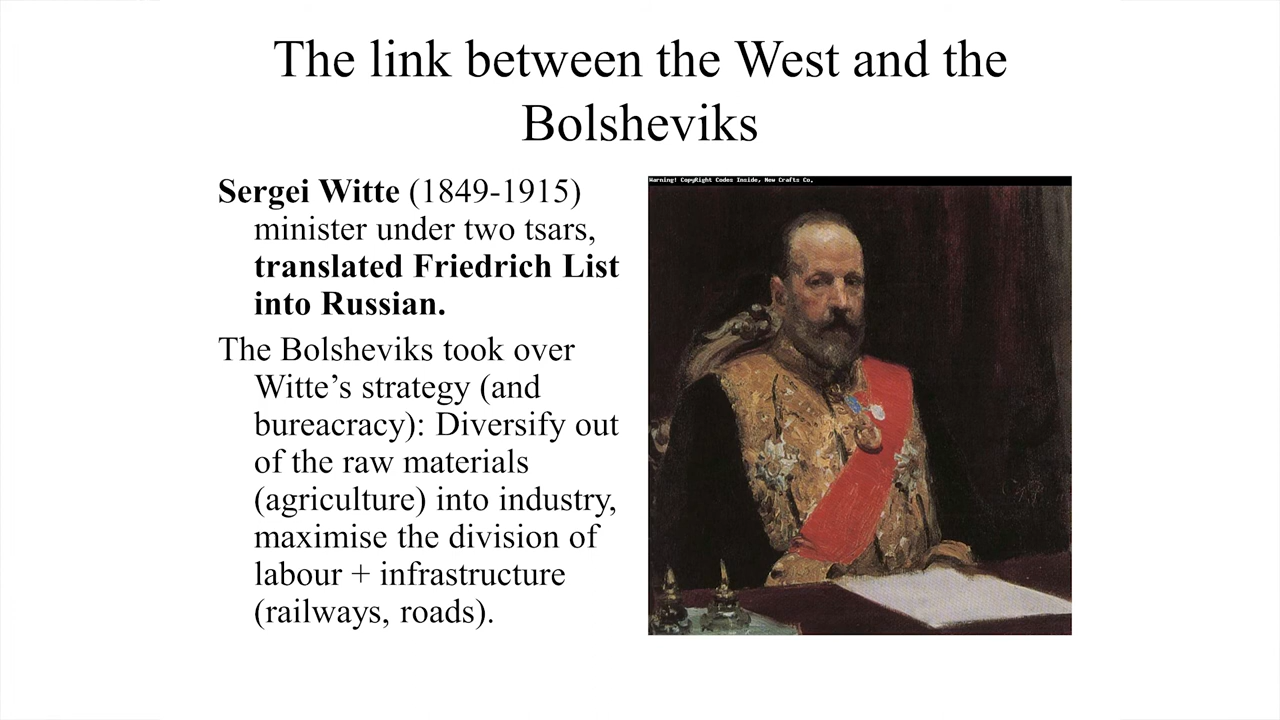 The link between the West and the
Bolsheviks
Sergei Witte (1849-1915)
minister under two tsars,
translated Friedrich List
into Russian.
The Bolsheviks took over
Witte’s strategy (and
bureacracy): Diversify out
of the raw materials
(agriculture) into industry,
maximise the division of
labour + infrastructure
(railways, roads).
Warning! CopyRight Codes Inside, New Crafts Co.